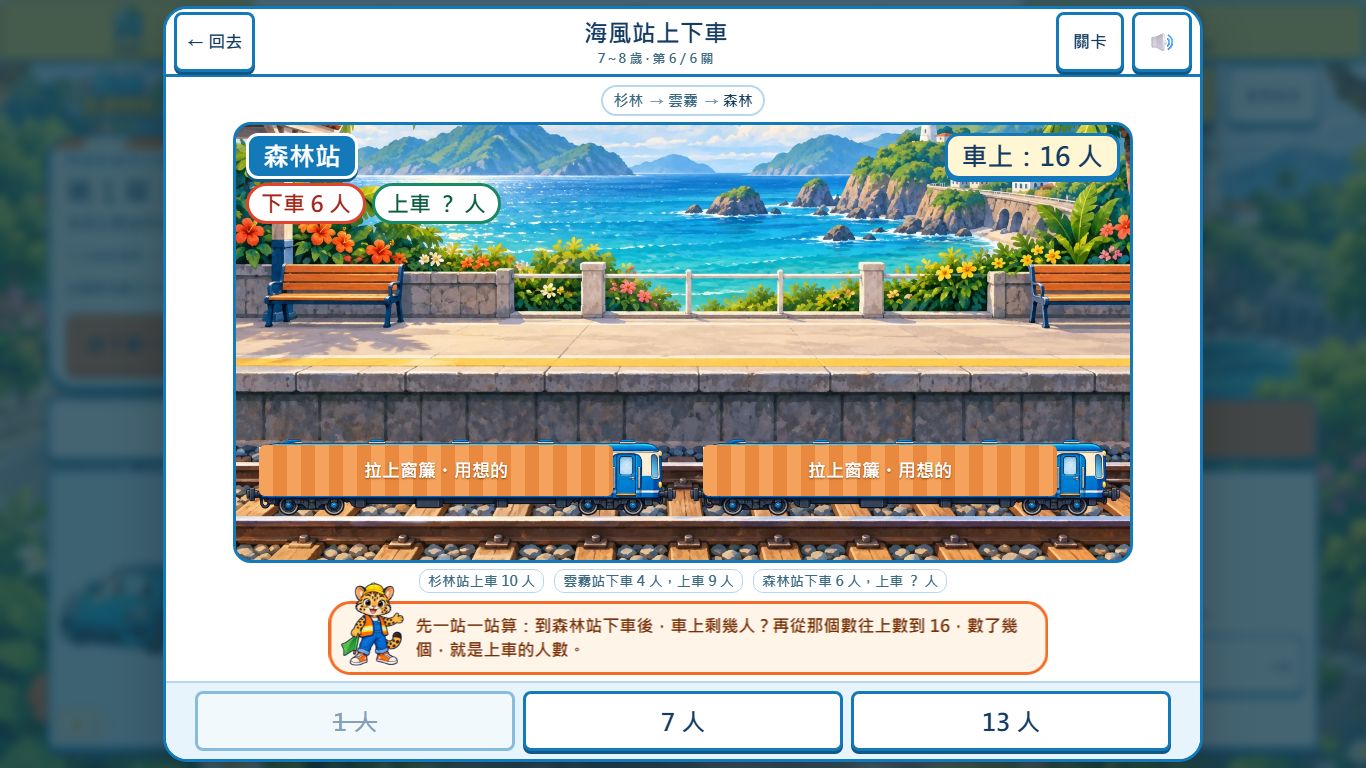 ← 回去
海風站上下車
7~8 歲 · 第 6 / 6 關
關卡
杉林 → 雲霧 → 森林
森林站
車上：16 人
下車 6 人
上車 ？ 人
拉上窗簾・用想的
拉上窗簾・用想的
杉林站上車 10 人
雲霧站下車 4 人，上車 9 人
森林站下車 6 人，上車 ？ 人
先一站一站算：到森林站下車後，車上剩幾人？再從那個數往上數到 16，數了幾
個，就是上車的人數。
1 人
7 人
13 人